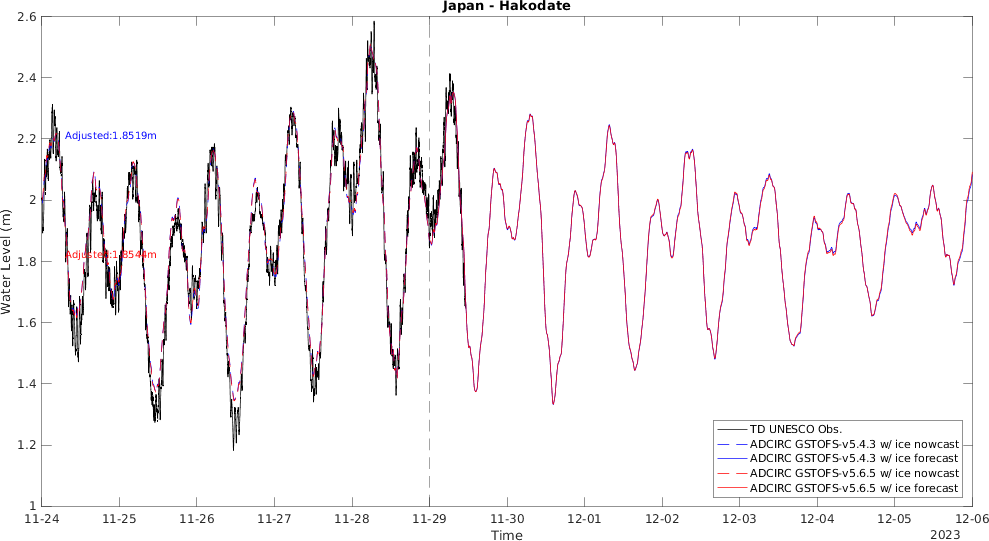 Japan - Hakodate
Water Level (m)
2.6
2.4
2.2
2
1.8
1.6
1.4
1.2
1
Adjusted:1.8519m
Adjusted:1.8544m
TD UNESCO Obs.
ADCIRC GSTOFS-v5.4.3 w/ ice nowcast
ADCIRC GSTOFS-v5.4.3 w/ ice forecast
ADCIRC GSTOFS-v5.6.5 w/ ice nowcast
ADCIRC GSTOFS-v5.6.5 w/ ice forecast
11-24 11-25 11-26 11-27 11-28 11-29 11-30 12-01 12-02 12-03 12-04 12-05 12-06
Time
2023